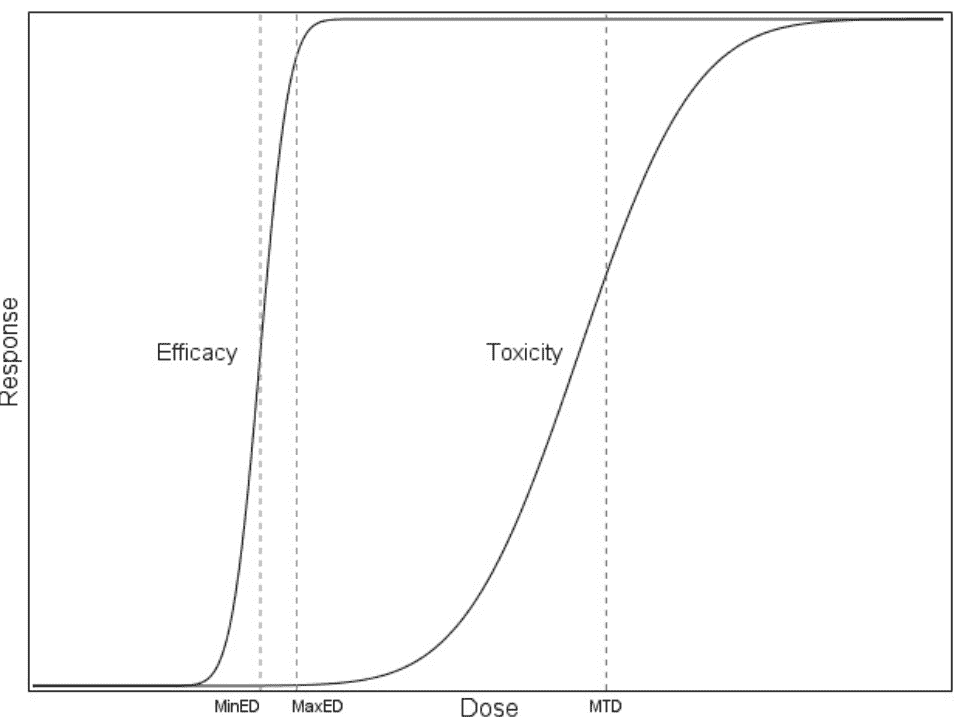 Response
Efficacy
Toxicity
MinED
MaxED
Dose
MTD